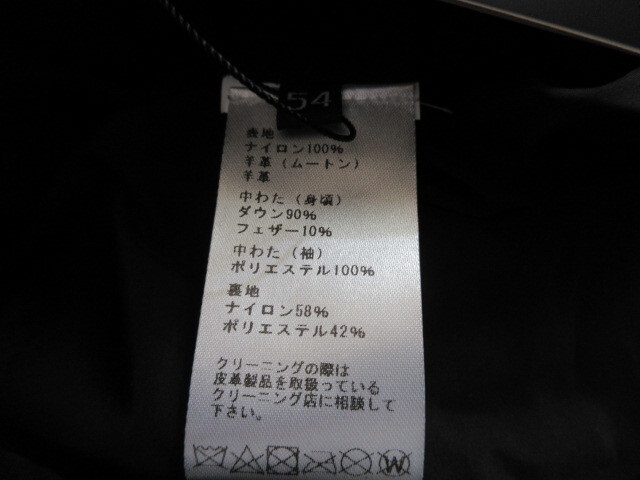 54
表地
ナイロン100%
羊革(ムートン)
羊革
中わた(身頃)
ダウン90%
フェザー10%
中わた(袖)
ポリエステル100%
裏地
ナイロン58%
ポリエステル42%
クリーニングの際は
皮革製品を取扱っている
クリーニング店に相談して
下さい。
W